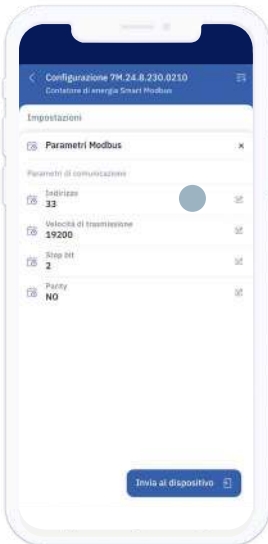 Configurazione 7M.24.8.230.0210
Contatore di energia Smart Modbus
Impostazioni
Parametri Modbus
Parametri di comunicazione
Indirizzo
33
Velocità di trasmissione
19200
Stop bit
2
Parity
NO
Invia al dispositivo